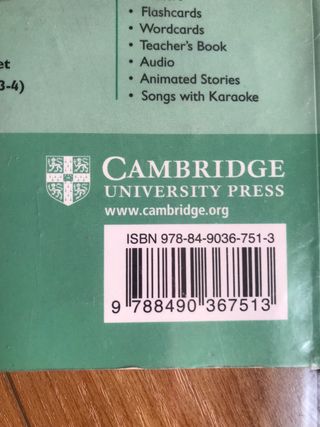 • Flashcards
• Wordcards
• Teacher's Book
• Audio
et
• Animated Stories
3-4)
• Songs with Karaoke
CAMBRIDGE
UNIVERSITY PRESS
www.cambridge.org
ISBN 978-84-9036-751-3
9 788490 367513